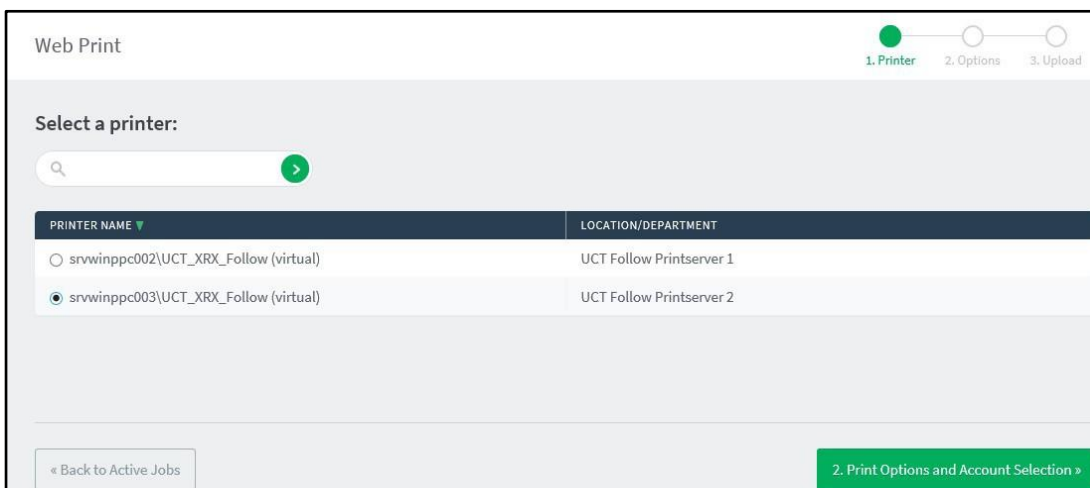 Web Print
1. Printer 2. Options 3. Upload
Select a printer:
PRINTER NAME LOCATION/DEPARTMENT
srvwinppc002\UCT_XRX_Follow (virtual) UCT Follow Printserver 1
srvwinppc003\UCT_XRX_Follow (virtual) UCT Follow Printserver 2
« Back to Active Jobs 2. Print Options and Account Selection »